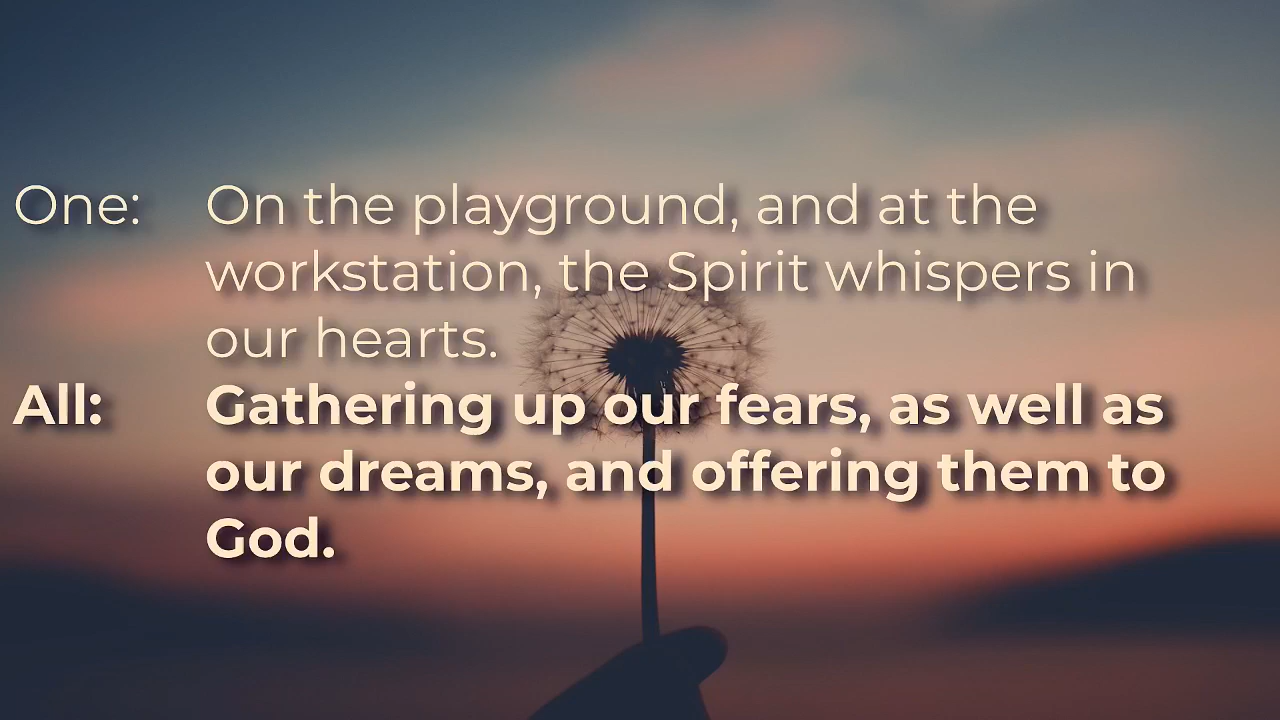 One: On the playground, and at the
workstation, the Spirit whispers in
our hearts.
All: Gathering up our fears, as well as
our dreams, and offering them to
God.